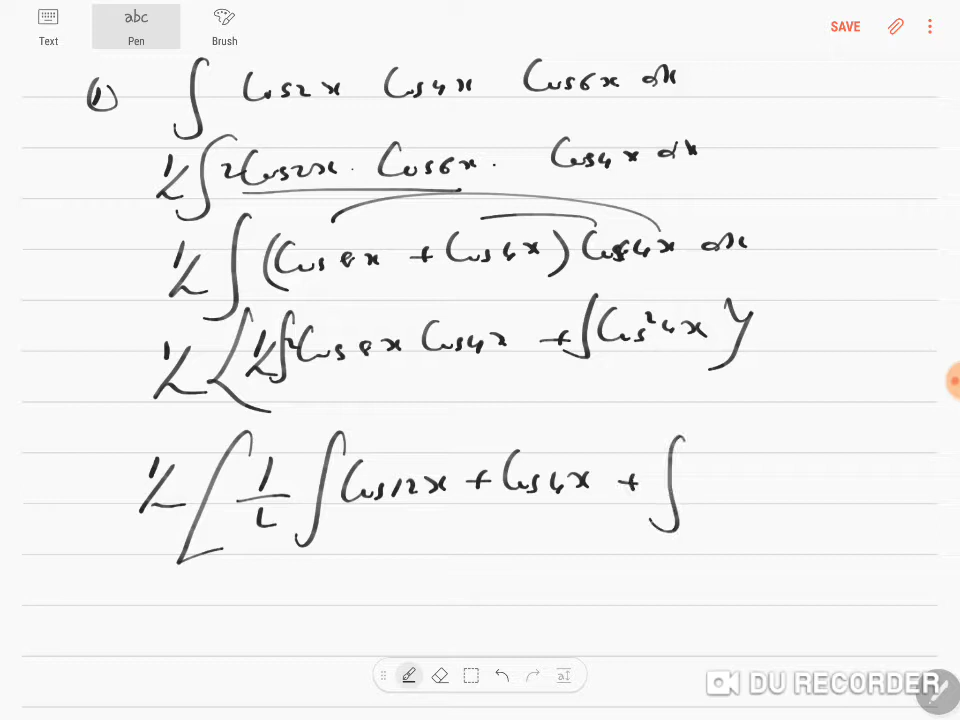 Text
abc
Pen
Brush
SAVE
① ∫ Cos2x Cos4x Cos6x dx
1/2 ∫ 2Cos2x · Cos6x · Cos4x dx
1/2 ∫ (Cos8x + Cos4x) Cos4x dx
1/2 { 1/2 ∫ 2Cos8x Cos4x + ∫ Cos²4x }
1/2 [ 1/2 ∫ Cos12x + Cos4x + ∫
DU RECORDER